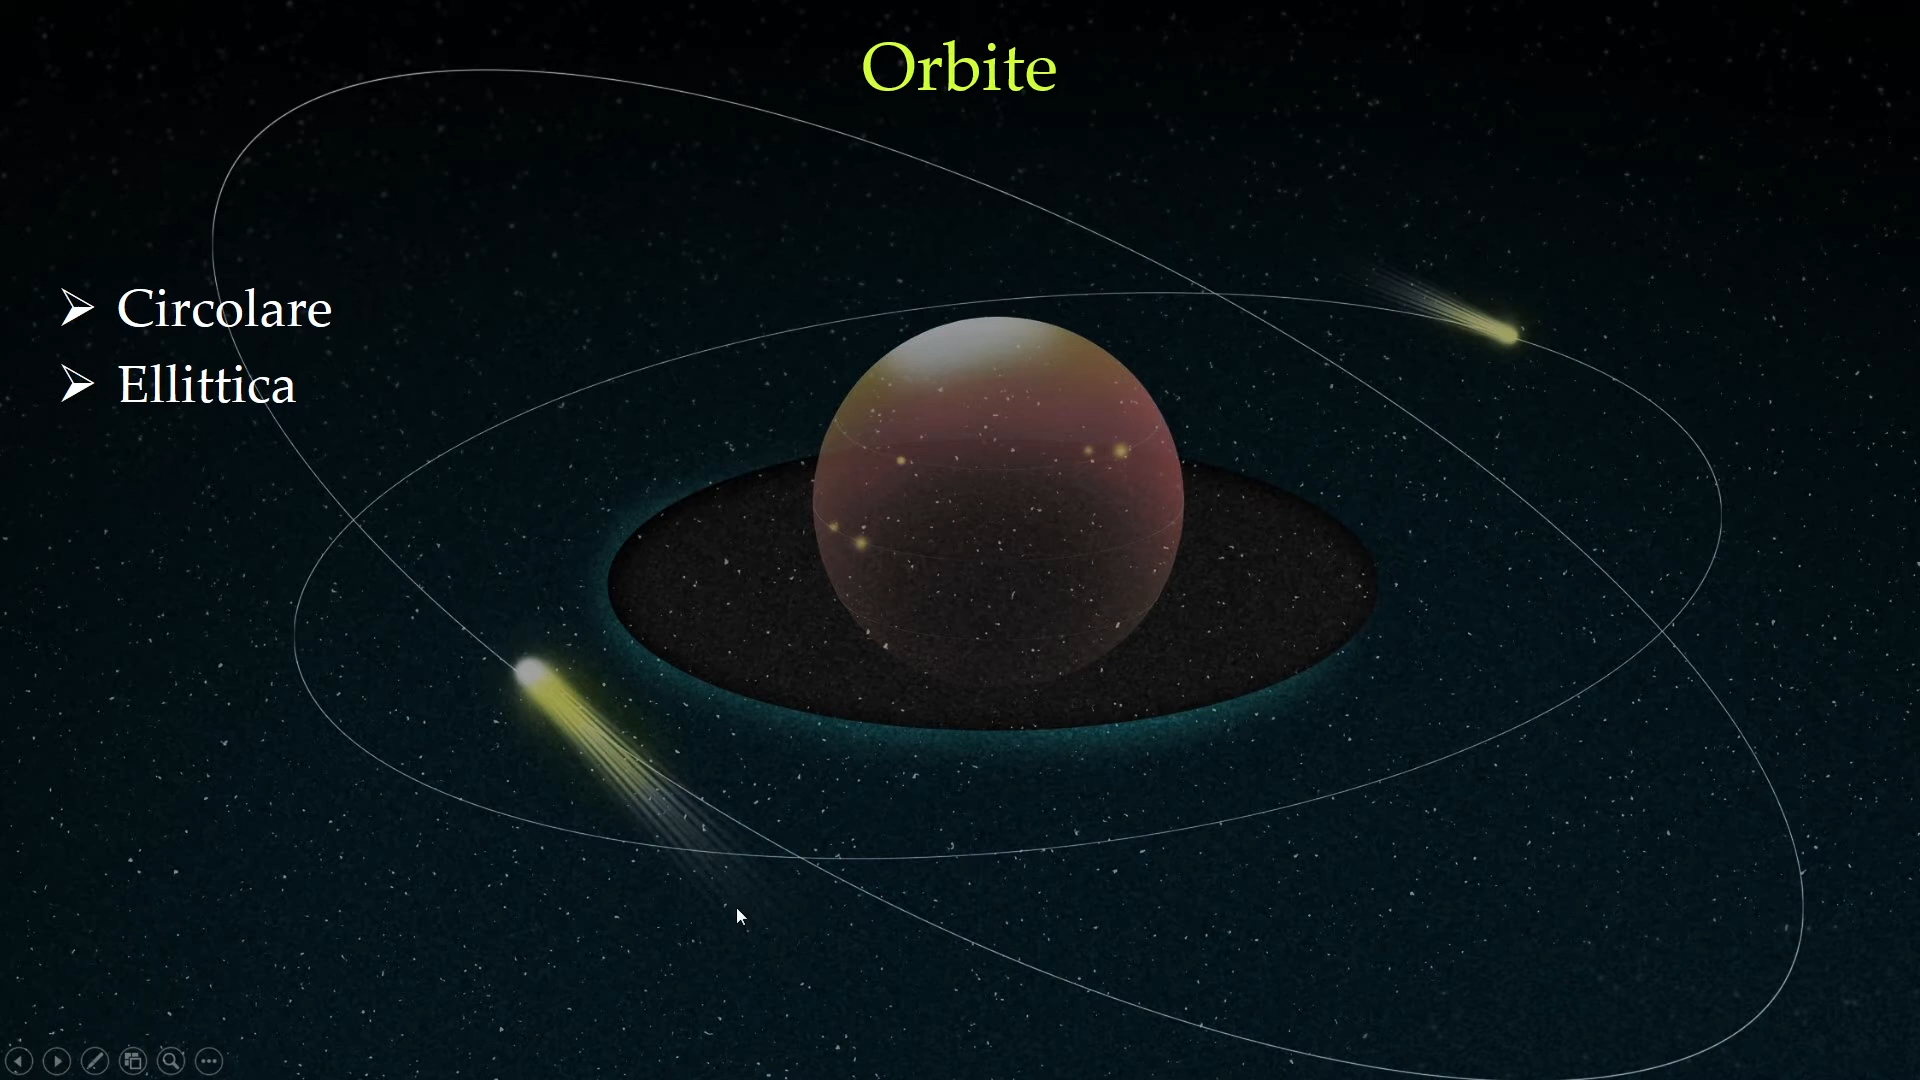 Orbite
➢ Circolare
➢ Ellittica